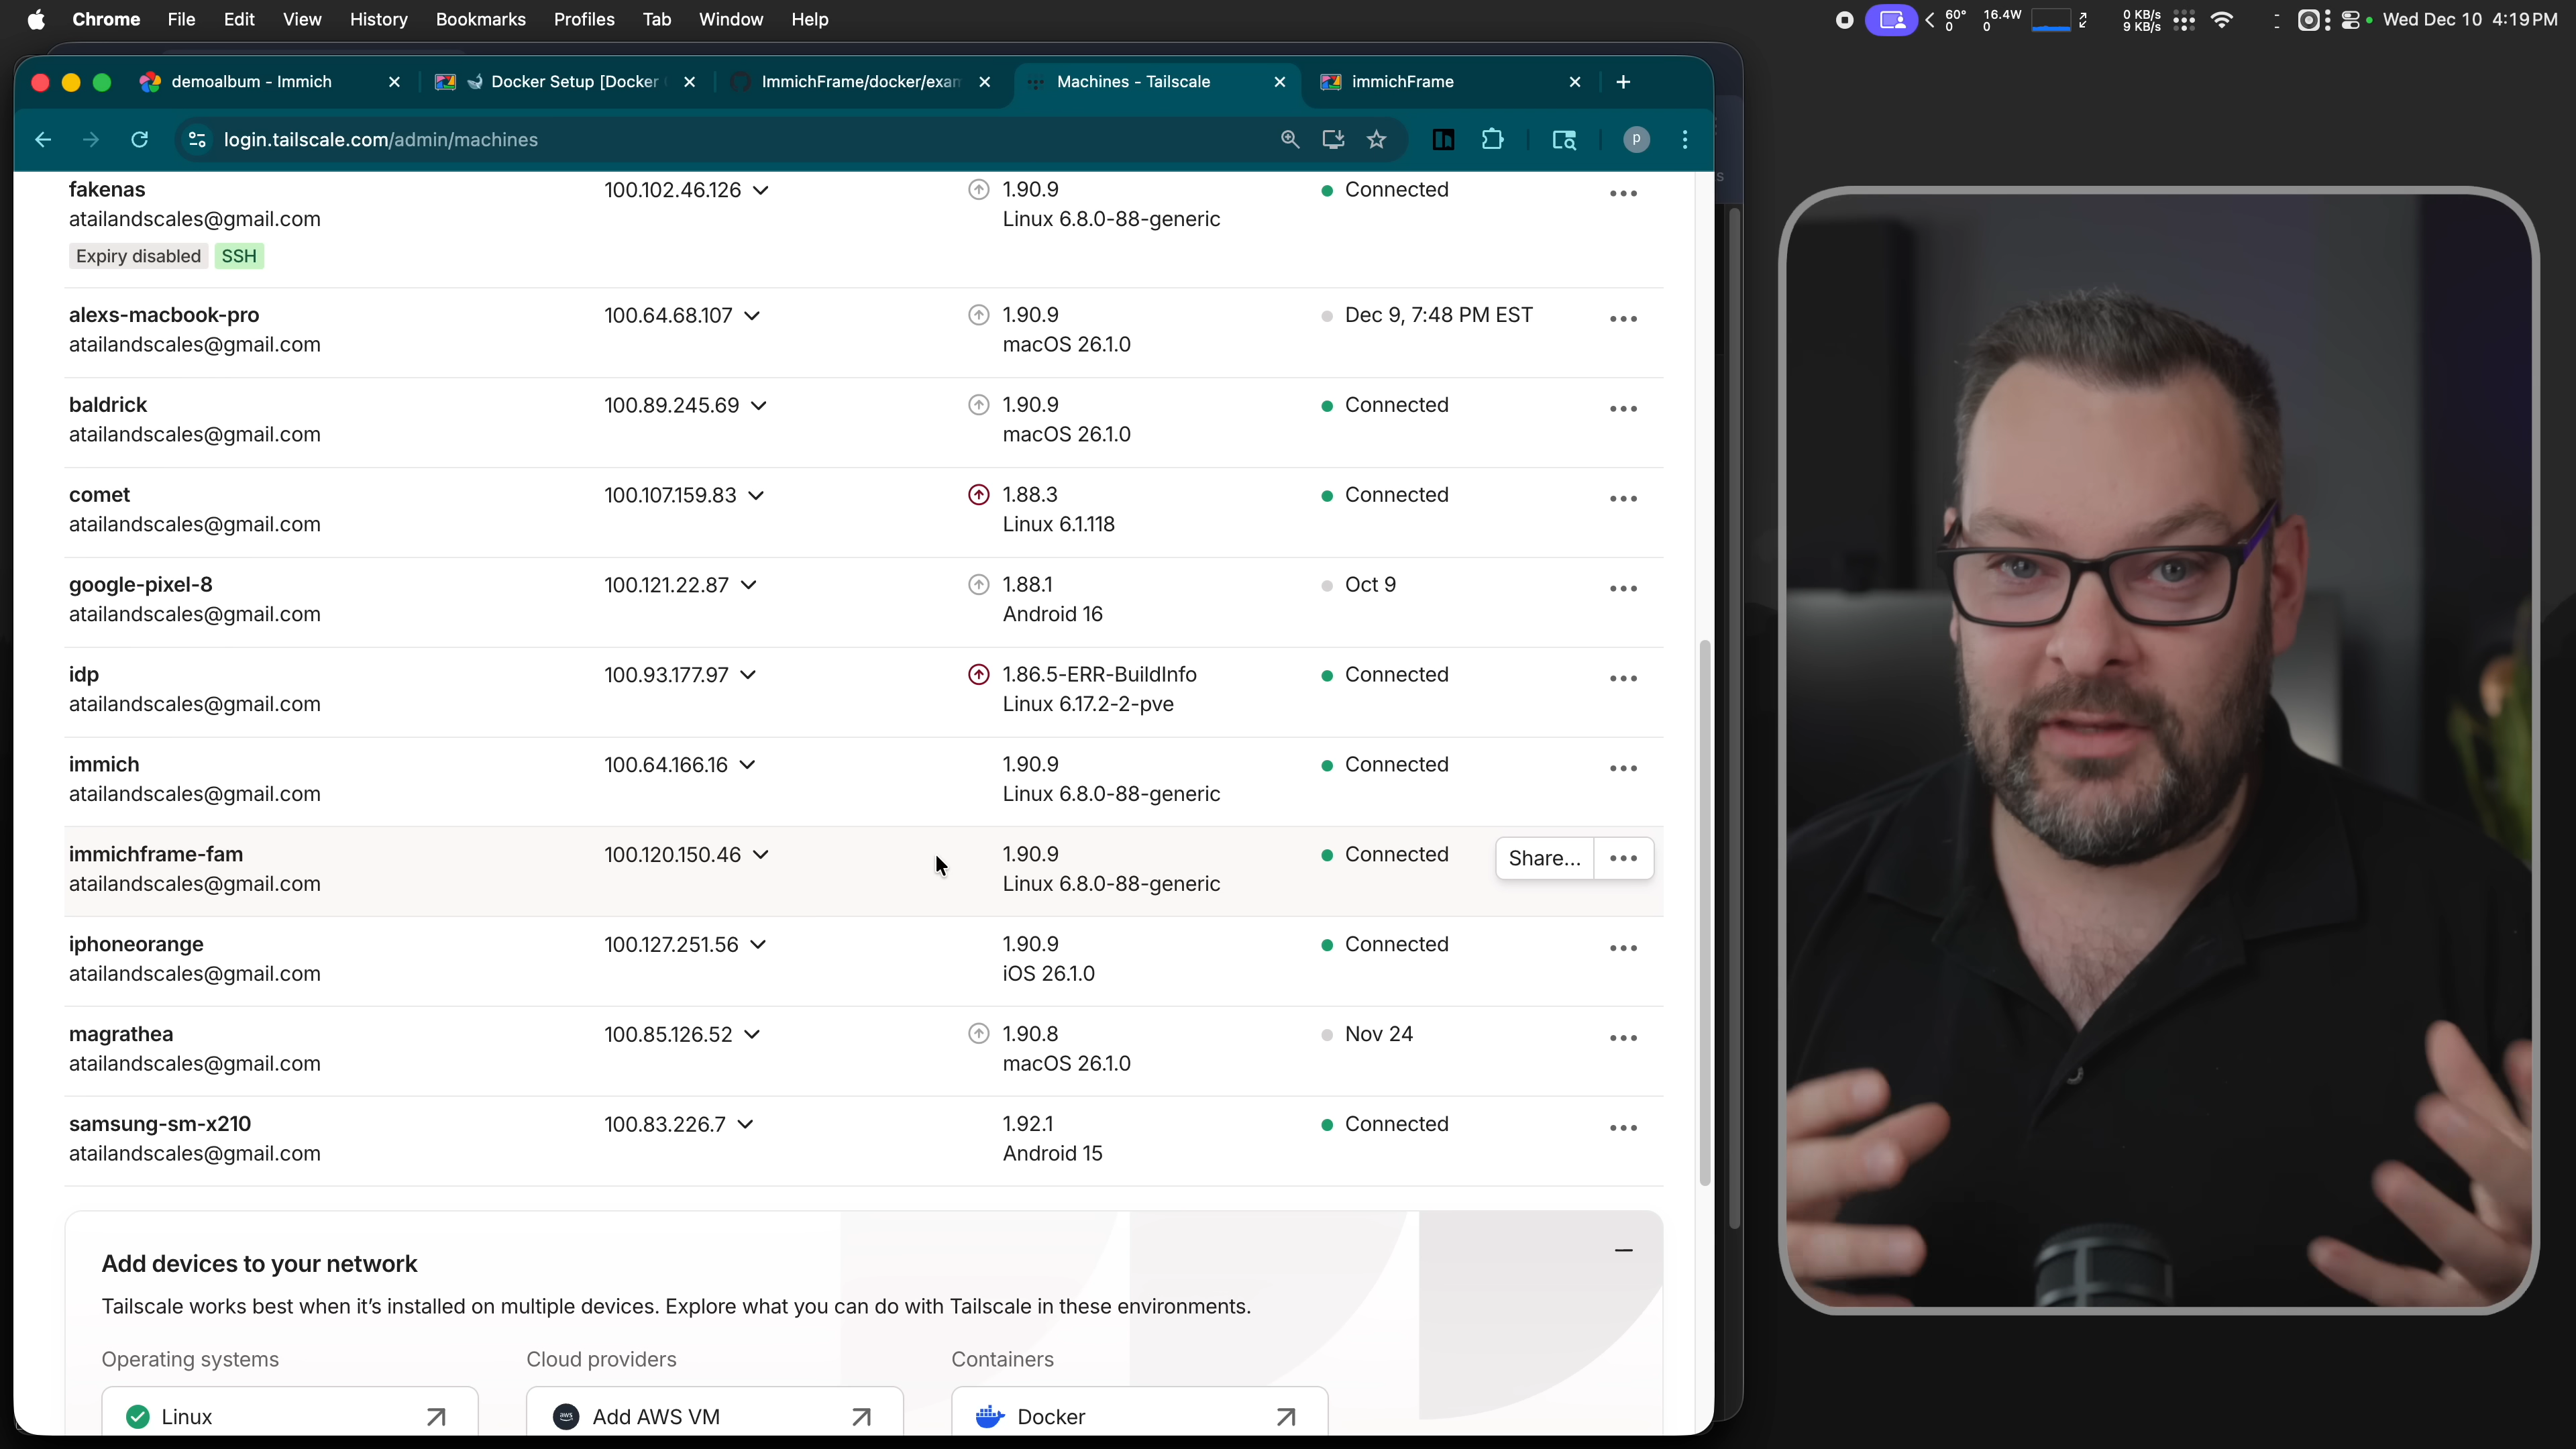 Chrome File Edit View History Bookmarks Profiles Tab Window Help
60° 16.4W 0 KB/s
0 0 9 KB/s
Wed Dec 10 4:19 PM
demoalbum - Immich
Docker Setup [Docker
ImmichFrame/docker/exam
Machines - Tailscale
immichFrame
login.tailscale.com/admin/machines
p
fakenas 100.102.46.126 1.90.9 Connected
atailandscales@gmail.com Linux 6.8.0-88-generic
Expiry disabled SSH
alexs-macbook-pro 100.64.68.107 1.90.9 Dec 9, 7:48 PM EST
atailandscales@gmail.com macOS 26.1.0
baldrick 100.89.245.69 1.90.9 Connected
atailandscales@gmail.com macOS 26.1.0
comet 100.107.159.83 1.88.3 Connected
atailandscales@gmail.com Linux 6.1.118
google-pixel-8 100.121.22.87 1.88.1 Oct 9
atailandscales@gmail.com Android 16
idp 100.93.177.97 1.86.5-ERR-BuildInfo Connected
atailandscales@gmail.com Linux 6.17.2-2-pve
immich 100.64.166.16 1.90.9 Connected
atailandscales@gmail.com Linux 6.8.0-88-generic
immichframe-fam 100.120.150.46 1.90.9 Connected Share...
atailandscales@gmail.com Linux 6.8.0-88-generic
iphoneorange 100.127.251.56 1.90.9 Connected
atailandscales@gmail.com iOS 26.1.0
magrathea 100.85.126.52 1.90.8 Nov 24
atailandscales@gmail.com macOS 26.1.0
samsung-sm-x210 100.83.226.7 1.92.1 Connected
atailandscales@gmail.com Android 15
Add devices to your network
Tailscale works best when it's installed on multiple devices. Explore what you can do with Tailscale in these environments.
Operating systems Cloud providers Containers
Linux aws Add AWS VM Docker